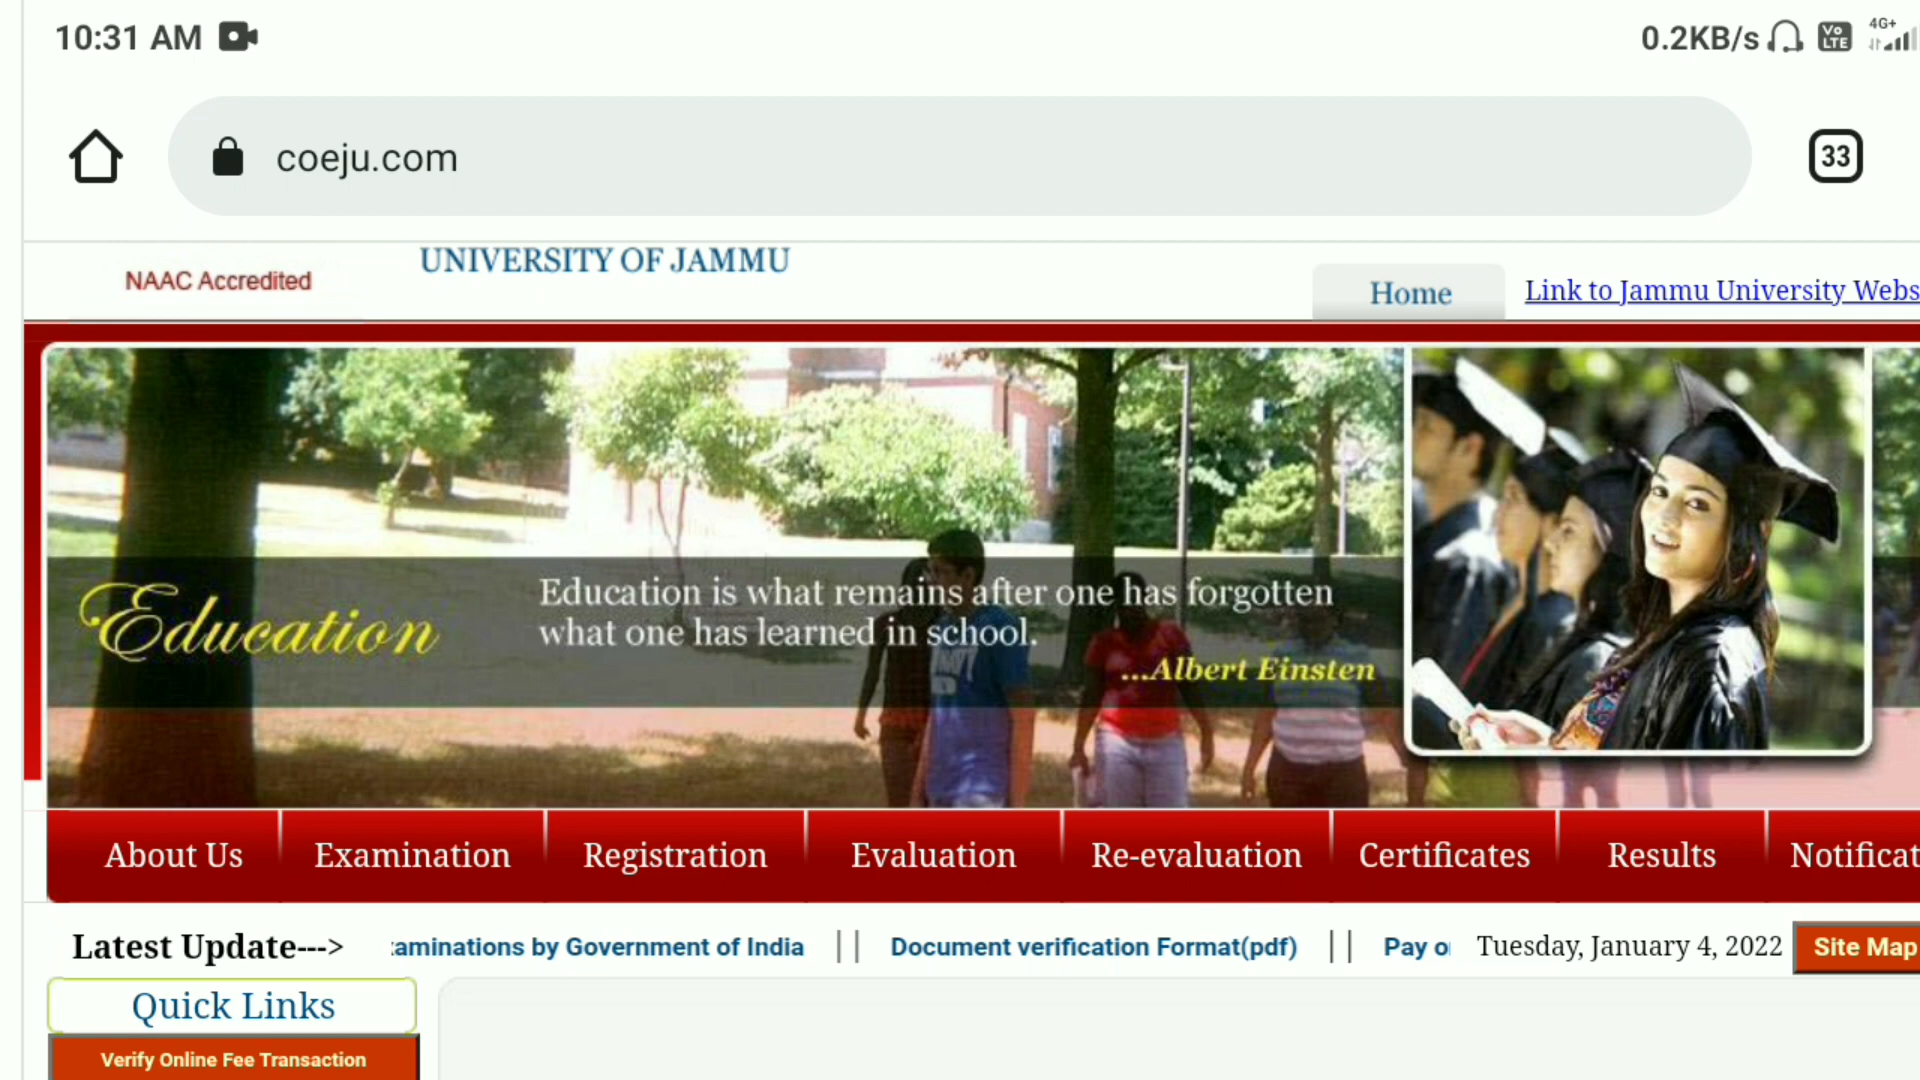 10:31 AM
0.2KB/s Vo LTE 4G+
coeju.com
33
UNIVERSITY OF JAMMU
NAAC Accredited
Home
Link to Jammu University Webs
Education
Education is what remains after one has forgotten
what one has learned in school.
...Albert Einsten
About Us Examination Registration Evaluation Re-evaluation Certificates Results Notificat
Latest Update---> aminations by Government of India || Document verification Format(pdf) || Pay o Tuesday, January 4, 2022 Site Map
Quick Links
Verify Online Fee Transaction